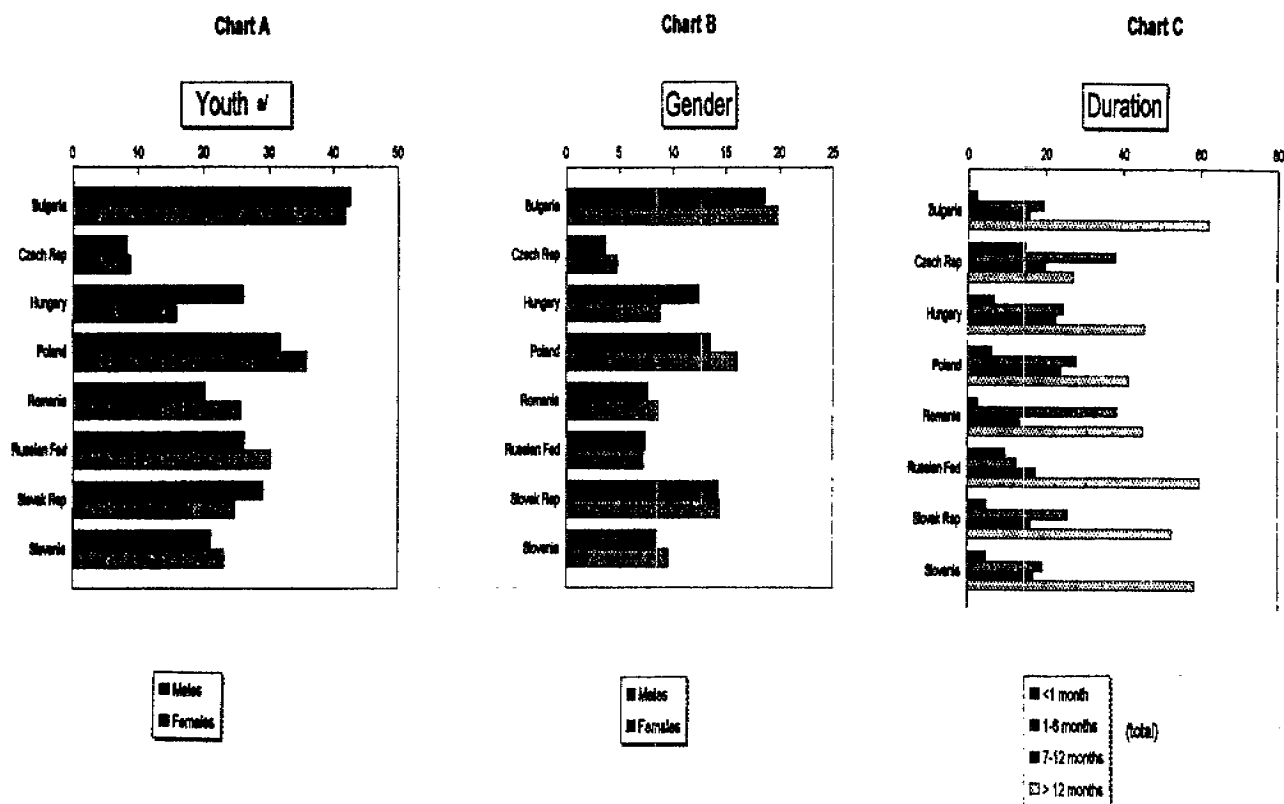 Chart A
Youth a/
0 10 20 30 40 50
Bulgaria
Czech Rep
Hungary
Poland
Romania
Russian Fed
Slovak Rep
Slovenia
Males
Females
Chart B
Gender
0 5 10 15 20 25
Bulgaria
Czech Rep
Hungary
Poland
Romania
Russian Fed
Slovak Rep
Slovenia
Males
Females
Chart C
Duration
0 20 40 60 80
Bulgaria
Czech Rep
Hungary
Poland
Romania
Russian Fed
Slovak Rep
Slovenia
<1 month
1-6 months
7-12 months
> 12 months
(total)